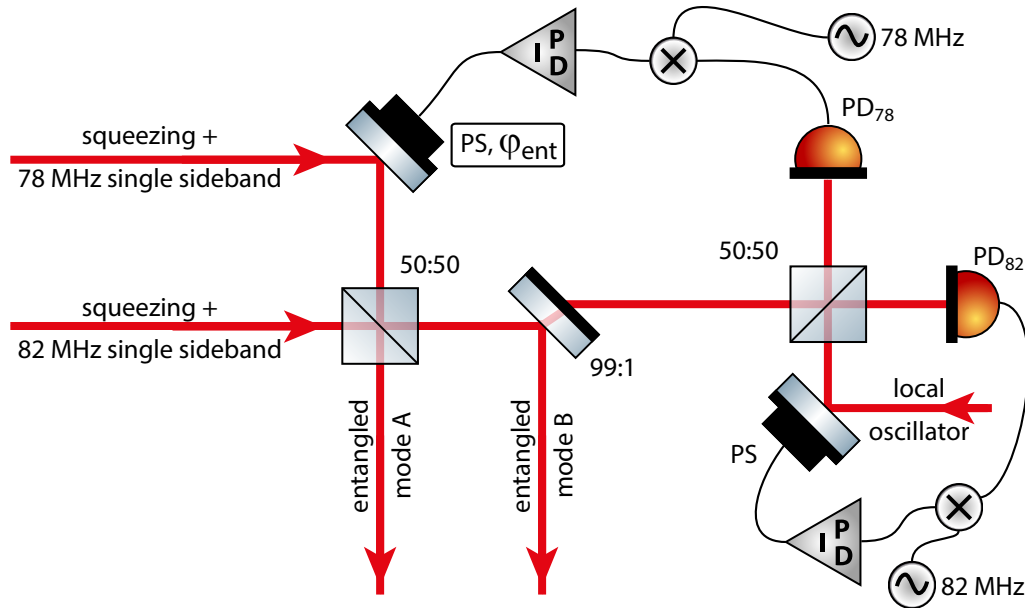 78 MHz
P
I
D
PD78
squeezing +
78 MHz single sideband
PS, φent
50:50
50:50
PD82
squeezing +
82 MHz single sideband
99:1
local
oscillator
entangled
mode A
entangled
mode B
PS
P
I
D
82 MHz